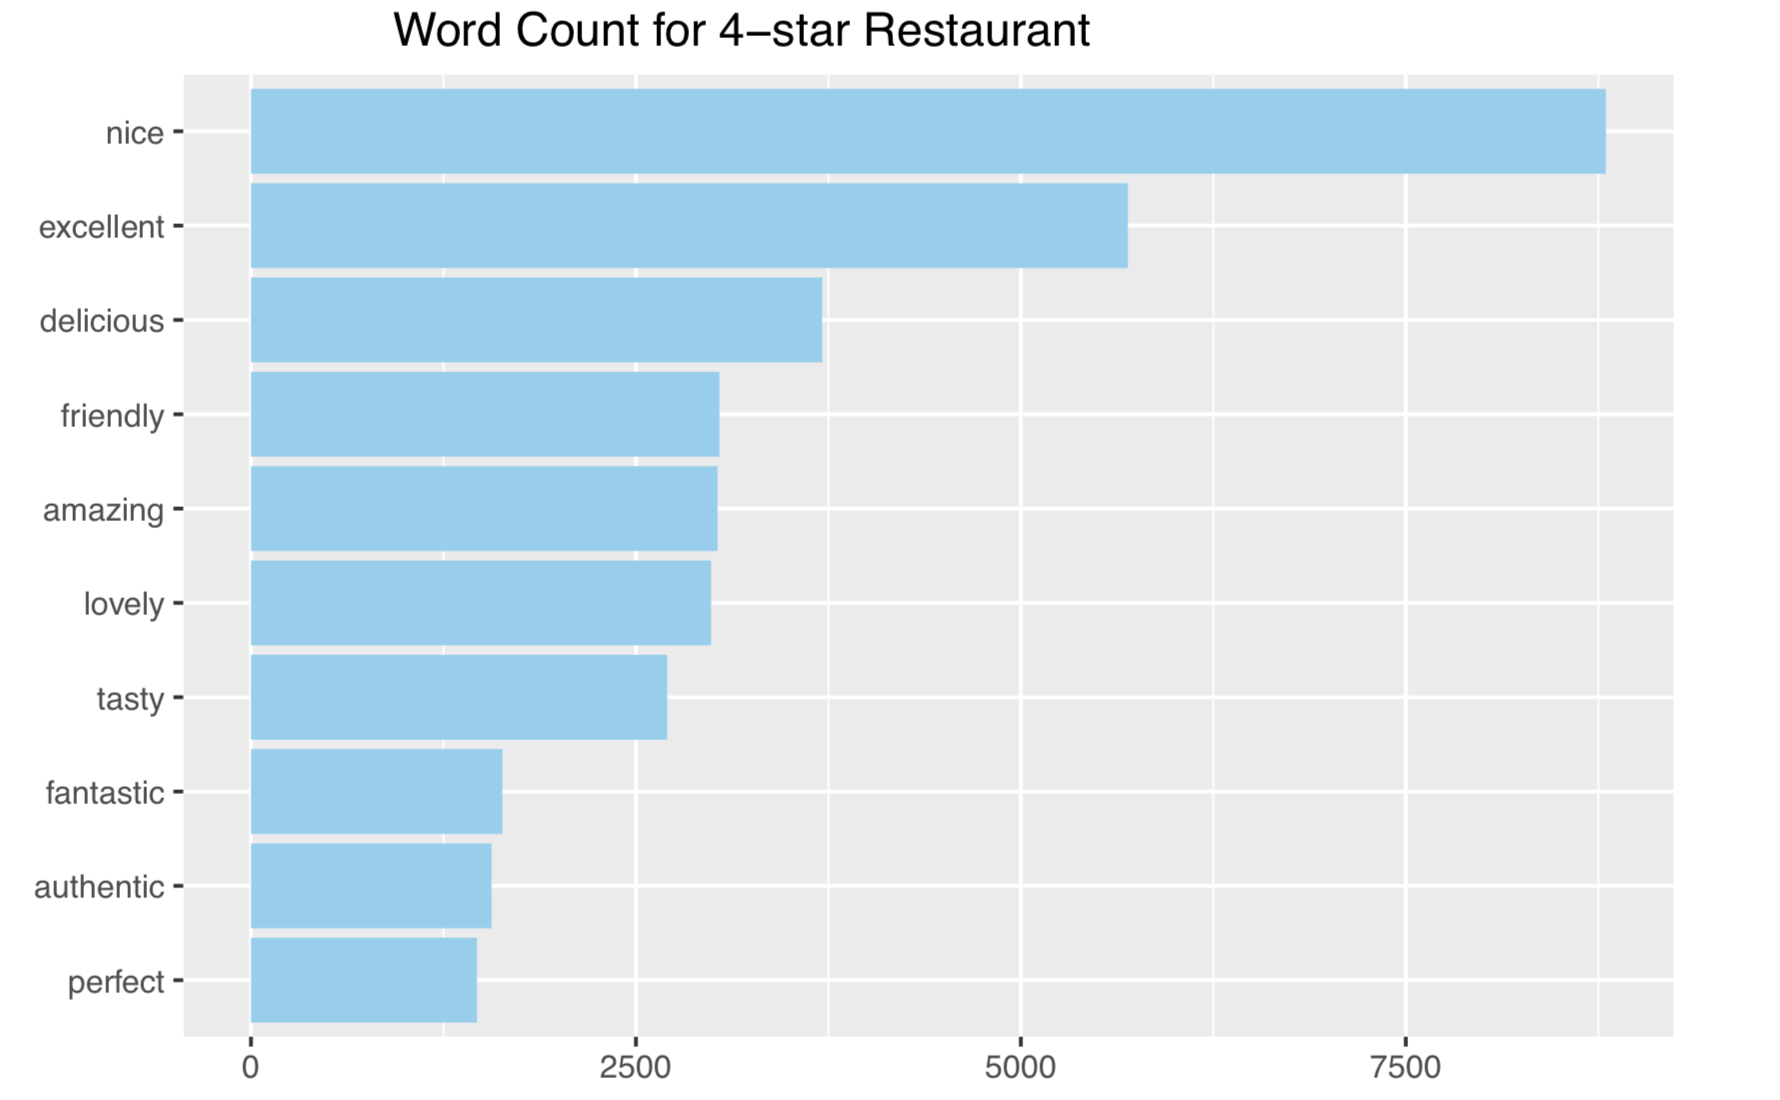 Word Count for 4−star Restaurant
nice
excellent
delicious
friendly
amazing
lovely
tasty
fantastic
authentic
perfect
0 2500 5000 7500